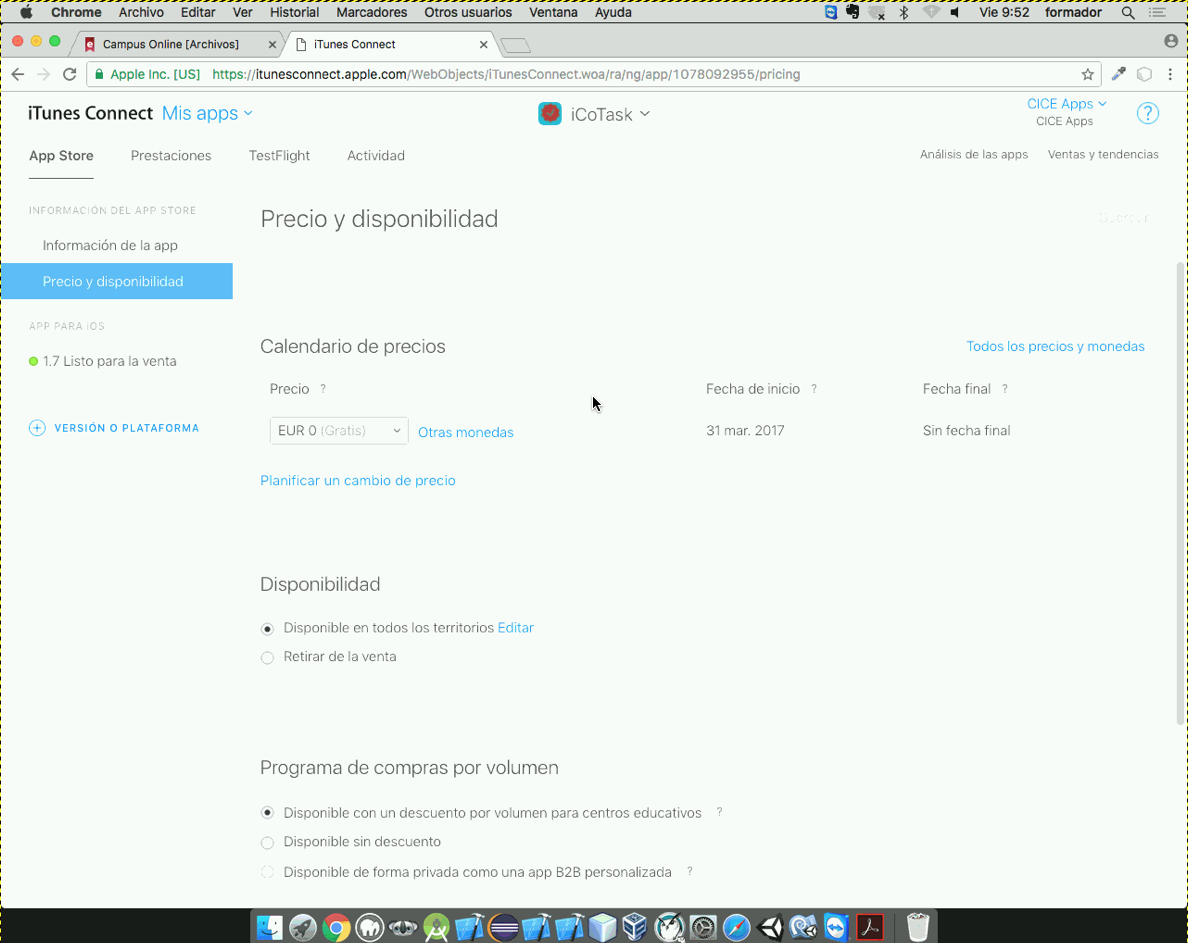 Chrome Archivo Editar Ver Historial Marcadores Otros usuarios Ventana Ayuda Vie 9:52 formador
Campus Online [Archivos] iTunes Connect
Apple Inc. [US] https://itunesconnect.apple.com/WebObjects/iTunesConnect.woa/ra/ng/app/1078092955/pricing
iTunes Connect Mis apps iCoTask CICE Apps ?
CICE Apps
App Store Prestaciones TestFlight Actividad Análisis de las apps Ventas y tendencias
INFORMACIÓN DEL APP STORE
Precio y disponibilidad
Información de la app
Precio y disponibilidad
APP PARA iOS
1.7 Listo para la venta
VERSIÓN O PLATAFORMA
Calendario de precios Todos los precios y monedas
Precio ? Fecha de inicio ? Fecha final ?
EUR 0 (Gratis) Otras monedas 31 mar. 2017 Sin fecha final
Planificar un cambio de precio
Disponibilidad
Disponible en todos los territorios Editar
Retirar de la venta
Programa de compras por volumen
Disponible con un descuento por volumen para centros educativos ?
Disponible sin descuento
Disponible de forma privada como una app B2B personalizada ?